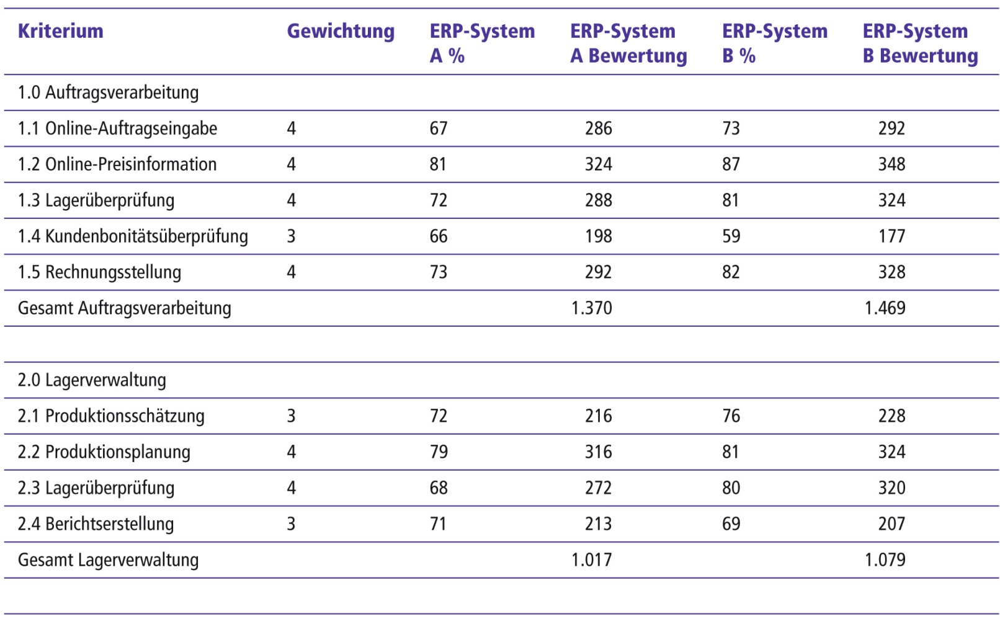 Kriterium Gewichtung ERP-System ERP-System ERP-System ERP-System
A % A Bewertung B % B Bewertung
1.0 Auftragsverarbeitung
1.1 Online-Auftragseingabe 4 67 286 73 292
1.2 Online-Preisinformation 4 81 324 87 348
1.3 Lagerüberprüfung 4 72 288 81 324
1.4 Kundenbonitätsüberprüfung 3 66 198 59 177
1.5 Rechnungsstellung 4 73 292 82 328
Gesamt Auftragsverarbeitung 1.370 1.469
2.0 Lagerverwaltung
2.1 Produktionsschätzung 3 72 216 76 228
2.2 Produktionsplanung 4 79 316 81 324
2.3 Lagerüberprüfung 4 68 272 80 320
2.4 Berichtserstellung 3 71 213 69 207
Gesamt Lagerverwaltung 1.017 1.079